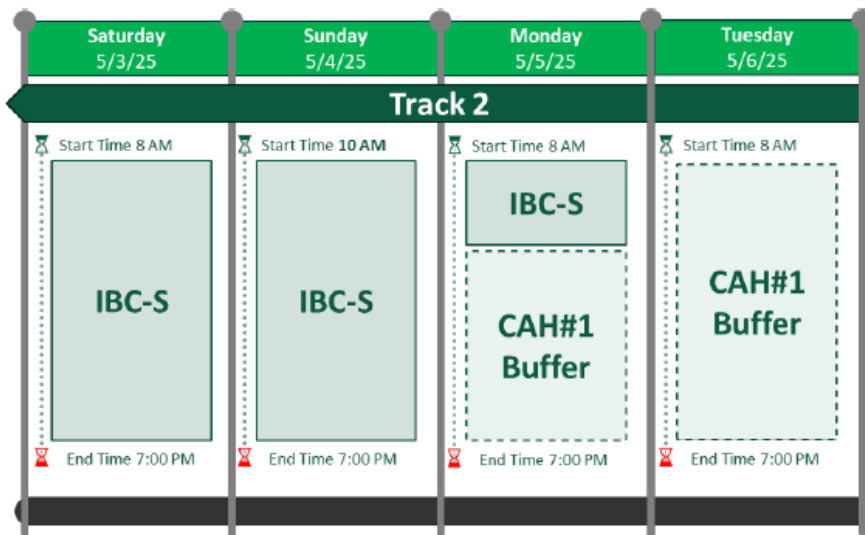 Saturday
5/3/25
Sunday
5/4/25
Monday
5/5/25
Tuesday
5/6/25
Track 2
Start Time 8 AM
Start Time 10 AM
Start Time 8 AM
Start Time 8 AM
IBC-S
IBC-S
IBC-S
CAH#1
Buffer
CAH#1
Buffer
End Time 7:00 PM
End Time 7:00 PM
End Time 7:00 PM
End Time 7:00 PM